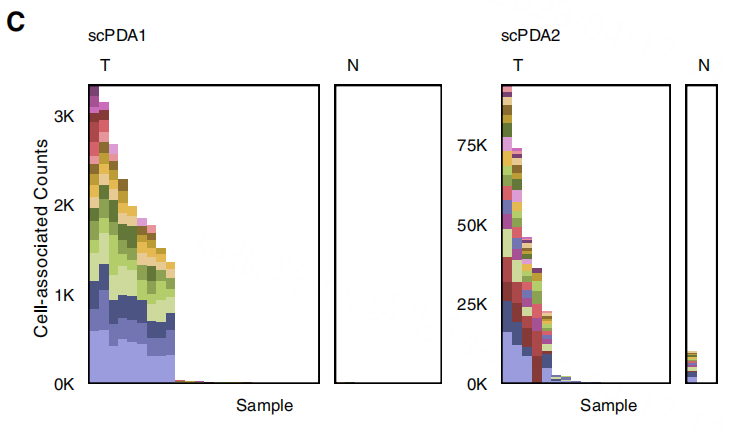 C
scPDA1
T
N
3K
2K
1K
0K
Cell-associated Counts
Sample
scPDA2
T
N
75K
50K
25K
0K
Sample